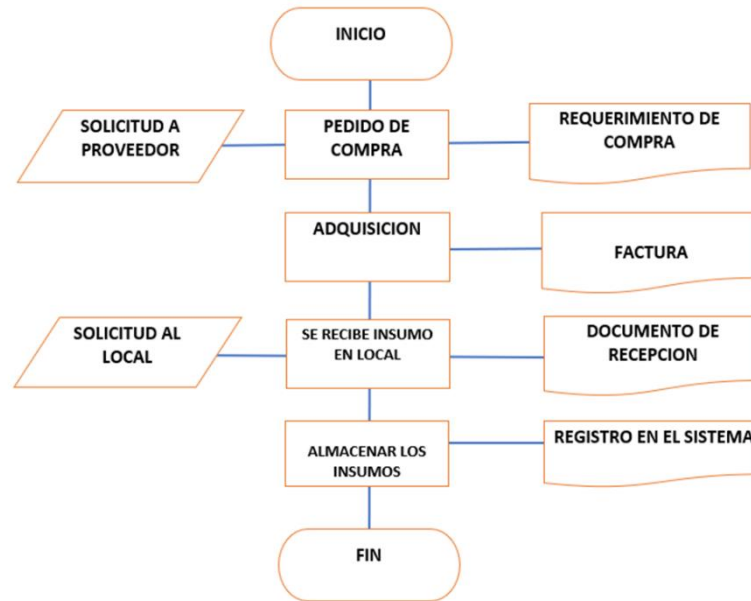 INICIO
SOLICITUD A
PROVEEDOR
PEDIDO DE
COMPRA
REQUERIMIENTO DE
COMPRA
ADQUISICION
FACTURA
SOLICITUD AL
LOCAL
SE RECIBE INSUMO
EN LOCAL
DOCUMENTO DE
RECEPCION
ALMACENAR LOS
INSUMOS
REGISTRO EN EL SISTEMA
FIN